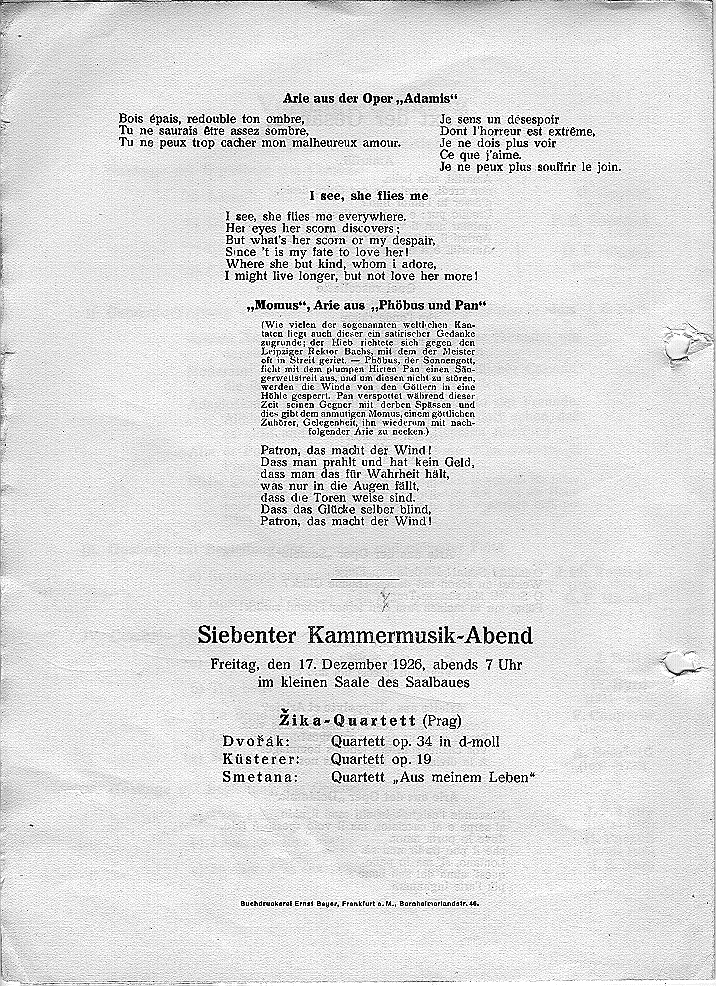 Arie aus der Oper „Adamis“
Bois épais, redouble ton ombre,
Tu ne saurais être assez sombre,
Tu ne peux trop cacher mon malheureux amour.
Je sens un désespoir
Dont l'horreur est extrême,
Je ne dois plus voir
Ce que j'aime.
Je ne peux plus souffrir le join.
I see, she flies me
I see, she flies me everywhere.
Her eyes her scorn discovers;
But what's her scorn or my despair,
Since 't is my fate to love her!
Where she but kind, whom i adore,
I might live longer, but not love her more!
„Momus“, Arie aus „Phöbus und Pan“
(Wie vielen der sogenannten weltlichen Kan-
taten liegt auch dieser ein satirischer Gedanke
zugrunde; der Hieb richtete sich gegen den
Leipziger Rektor Bachs, mit dem der Meister
oft in Streit geriet. — Phöbus, der Sonnengott,
ficht mit dem plumpen Hirten Pan einen Sän-
gerwettstreit aus, und um diesen nicht zu stören,
werden die Winde von den Göttern in eine
Höhle gesperrt. Pan verspottet während dieser
Zeit seinen Gegner mit derben Spässen und
dies gibt dem anmutigen Momus, einem göttlichen
Zuhörer, Gelegenheit, ihn wiederum mit nach-
folgender Arie zu necken.)
Patron, das macht der Wind!
Dass man prahlt und hat kein Geld,
dass man das für Wahrheit hält,
was nur in die Augen fällt,
dass die Toren weise sind.
Dass das Glücke selber blind,
Patron, das macht der Wind!
Siebenter Kammermusik-Abend
Freitag, den 17. Dezember 1926, abends 7 Uhr
im kleinen Saale des Saalbaues
Žika-Quartett (Prag)
Dvořák: Quartett op. 34 in d-moll
Küsterer: Quartett op. 19
Smetana: Quartett „Aus meinem Leben“
Buchdruckerei Ernst Beyer, Frankfurt a. M., Bornheimerlandstr. 46.